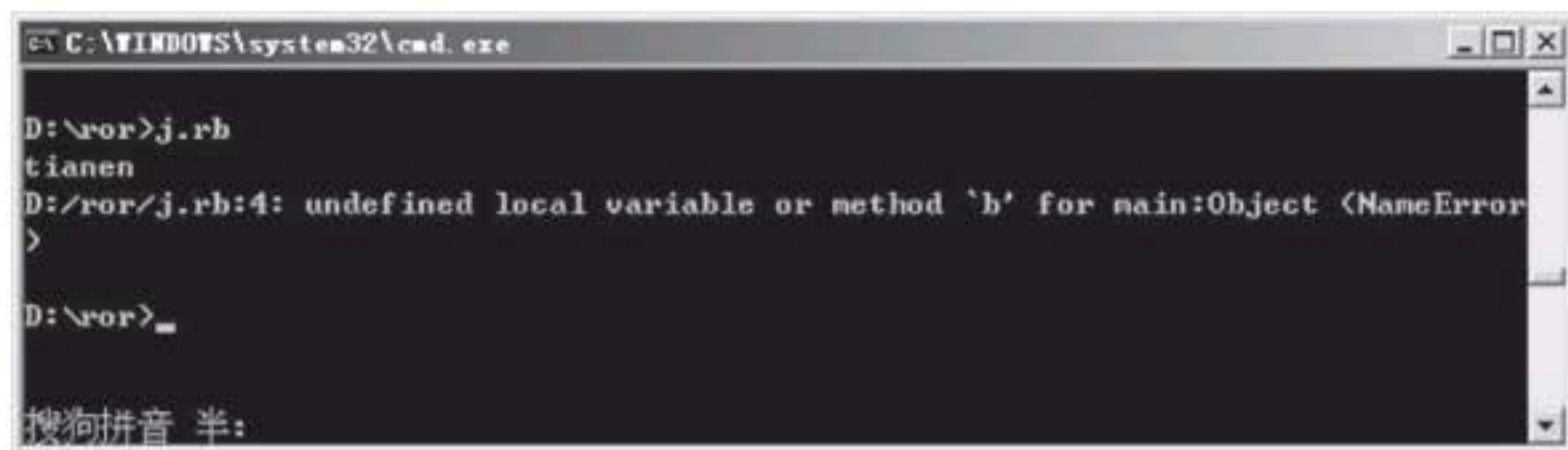 C:\WINDOWS\system32\cmd.exe
D:\ror>j.rb
tianen
D:/ror/j.rb:4: undefined local variable or method `b' for main:Object (NameError
)
D:\ror>_
搜狗拼音 半: